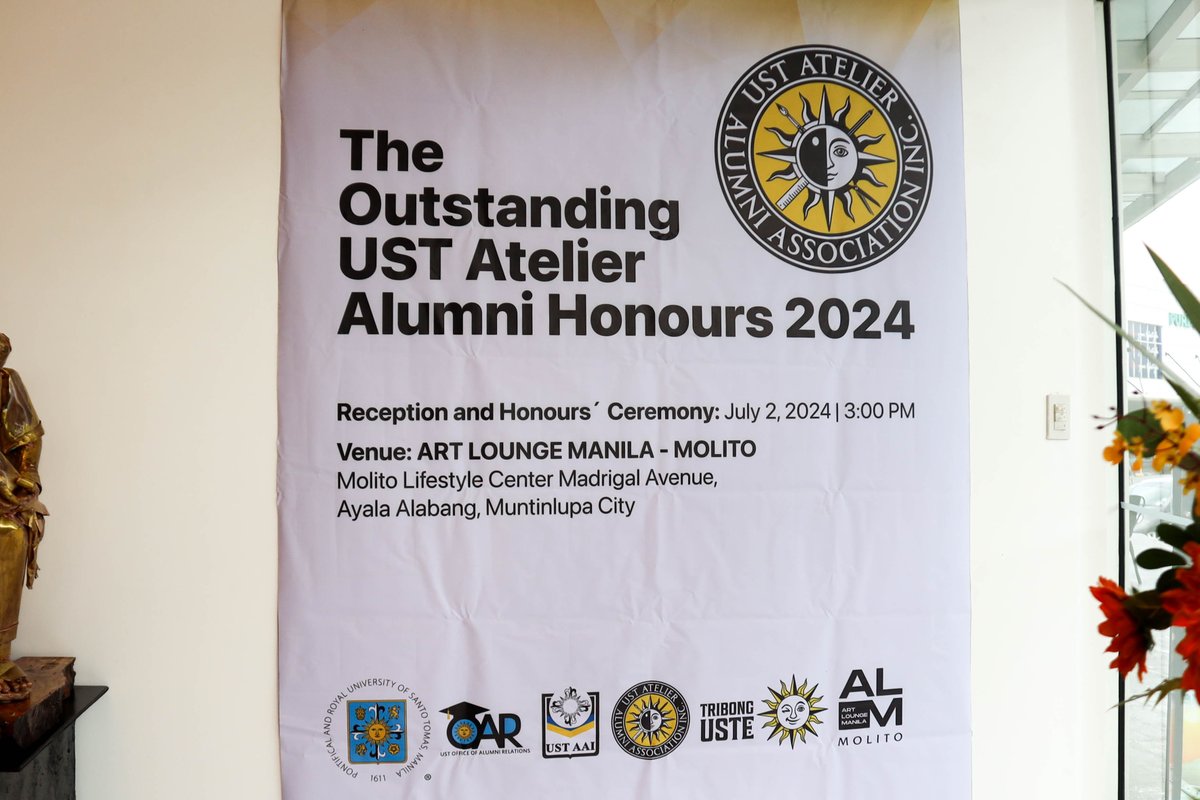 UST ATELIER
ALUMNI ASSOCIATION INC.
The
Outstanding
UST Atelier
Alumni Honours 2024
Reception and Honours´ Ceremony: July 2, 2024 | 3:00 PM
Venue: ART LOUNGE MANILA - MOLITO
Molito Lifestyle Center Madrigal Avenue,
Ayala Alabang, Muntinlupa City
PONTIFICAL AND ROYAL UNIVERSITY OF SANTO TOMAS, MANILA
1611
®
OAR
UST OFFICE OF ALUMNI RELATIONS
UST AAI
UST ATELIER
ALUMNI ASSOCIATION INC.
TRIBONG
USTE
AL
M
ART
LOUNGE
MANILA
MOLITO